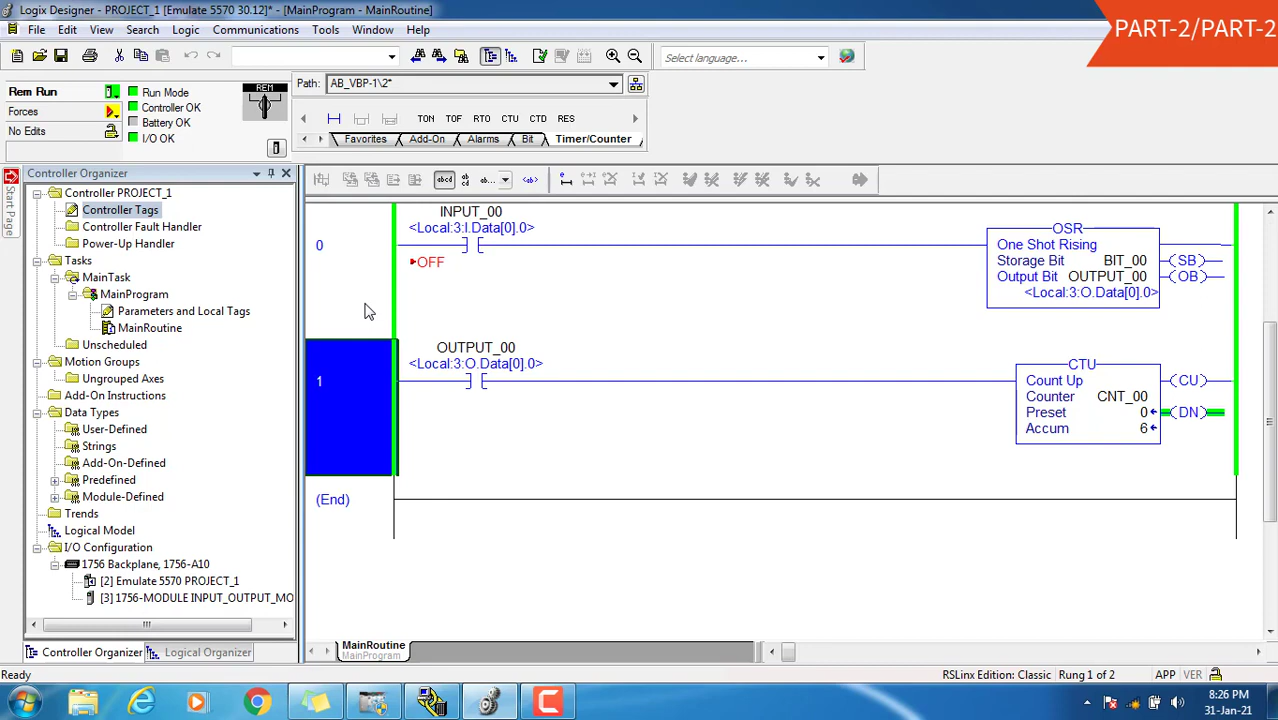 Logix Designer - PROJECT_1 [Emulate 5570 30.12]* - [MainProgram - MainRoutine]
PART-2/PART-2
File Edit View Search Logic Communications Tools Window Help
Select language...
Rem Run
Forces
No Edits
Run Mode
Controller OK
Battery OK
I/O OK
REM
Path: AB_VBP-1\2*
TON TOF RTO CTU CTD RES
Favorites Add-On Alarms Bit Timer/Counter
Start Page
Controller Organizer
Controller PROJECT_1
Controller Tags
Controller Fault Handler
Power-Up Handler
Tasks
MainTask
MainProgram
Parameters and Local Tags
MainRoutine
Unscheduled
Motion Groups
Ungrouped Axes
Add-On Instructions
Data Types
User-Defined
Strings
Add-On-Defined
Predefined
Module-Defined
Trends
Logical Model
I/O Configuration
1756 Backplane, 1756-A10
[2] Emulate 5570 PROJECT_1
[3] 1756-MODULE INPUT_OUTPUT_MO
Controller Organizer Logical Organizer
abcd
ab
cd
ab...
<ab>
0
INPUT_00
<Local:3:I.Data[0].0>
OFF
OSR
One Shot Rising
Storage Bit BIT_00 (SB)
Output Bit OUTPUT_00 (OB)
<Local:3:O.Data[0].0>
1
OUTPUT_00
<Local:3:O.Data[0].0>
CTU
Count Up (CU)
Counter CNT_00
Preset 0 (DN)
Accum 6
(End)
MainRoutine
MainProgram
Ready
RSLinx Edition: Classic Rung 1 of 2 APP VER
8:26 PM
31-Jan-21